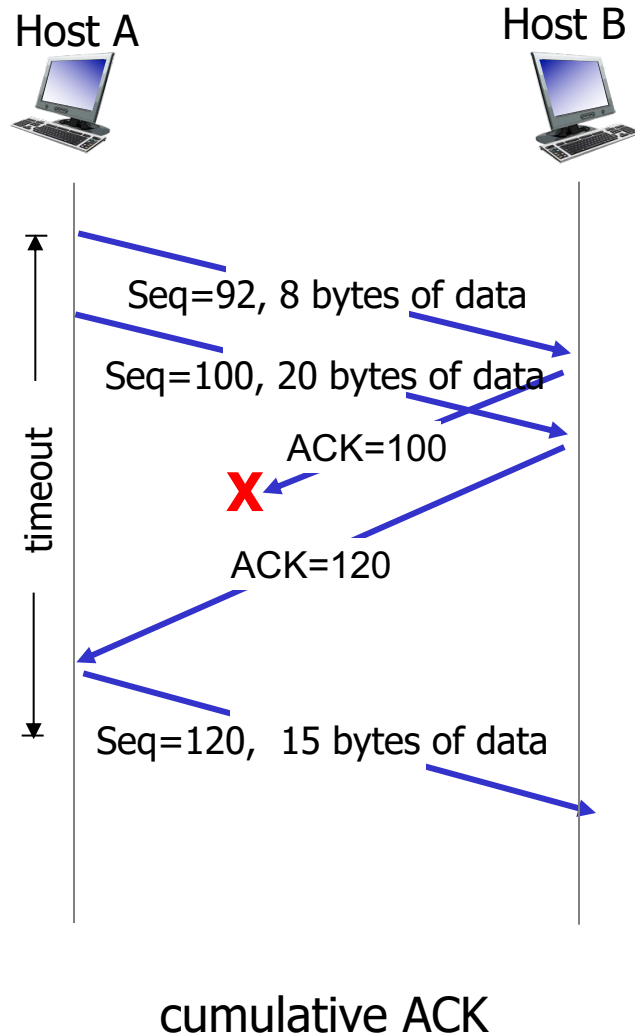 Host A
Host B
Seq=92, 8 bytes of data
Seq=100, 20 bytes of data
ACK=100
X
timeout
ACK=120
Seq=120, 15 bytes of data
cumulative ACK